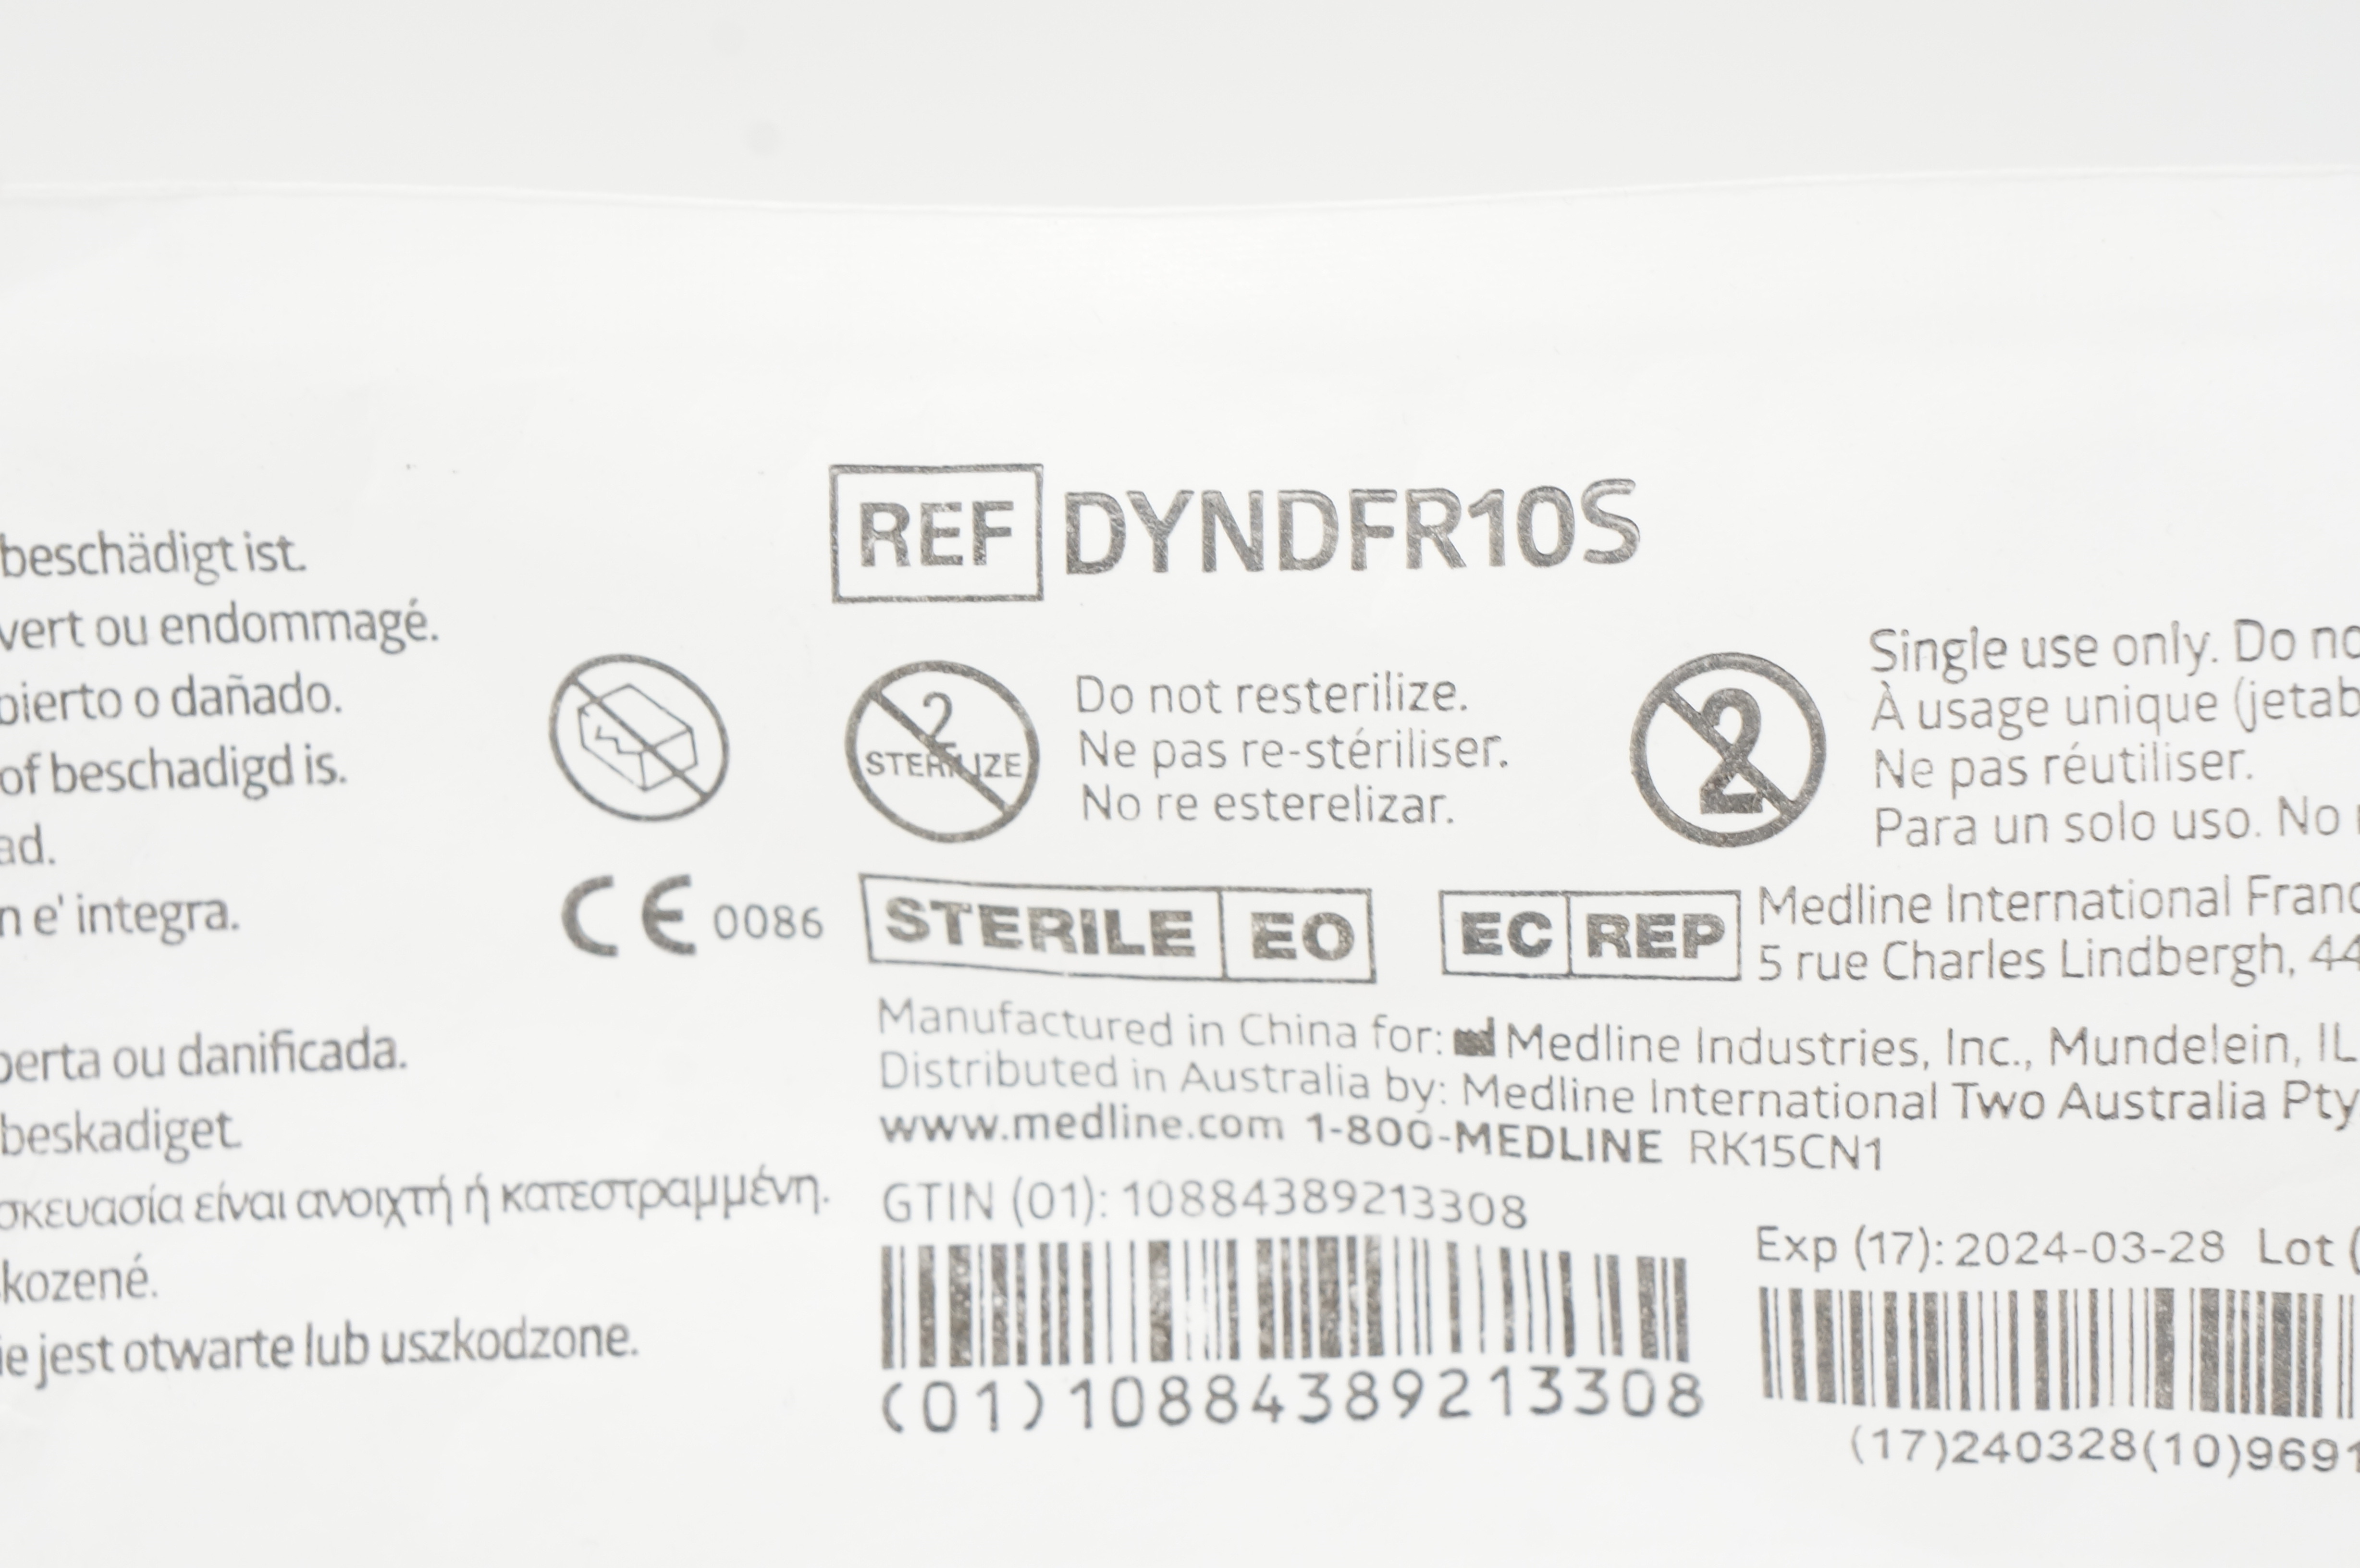 beschädigt ist.
vert ou endommagé.
bierto o dañado.
of beschadigd is.
ad.
n e' integra.
perta ou danificada.
beskadiget.
σκευασία είναι ανοιχτή ή κατεστραμμένη.
kozené.
ie jest otwarte lub uszkodzone.
CE 0086
REF DYNDFR10S
2
STERILIZE
Do not resterilize.
Ne pas re-stériliser.
No re esterelizar.
2
Single use only. Do no
À usage unique (jetab
Ne pas réutiliser.
Para un solo uso. No
STERILE EO
EC REP
Medline International Franc
5 rue Charles Lindbergh, 44
Manufactured in China for: Medline Industries, Inc., Mundelein, IL
Distributed in Australia by: Medline International Two Australia Pty
www.medline.com 1-800-MEDLINE RK15CN1
GTIN (01): 10884389213308
(01)10884389213308
Exp (17): 2024-03-28 Lot (
(17)240328(10)9691